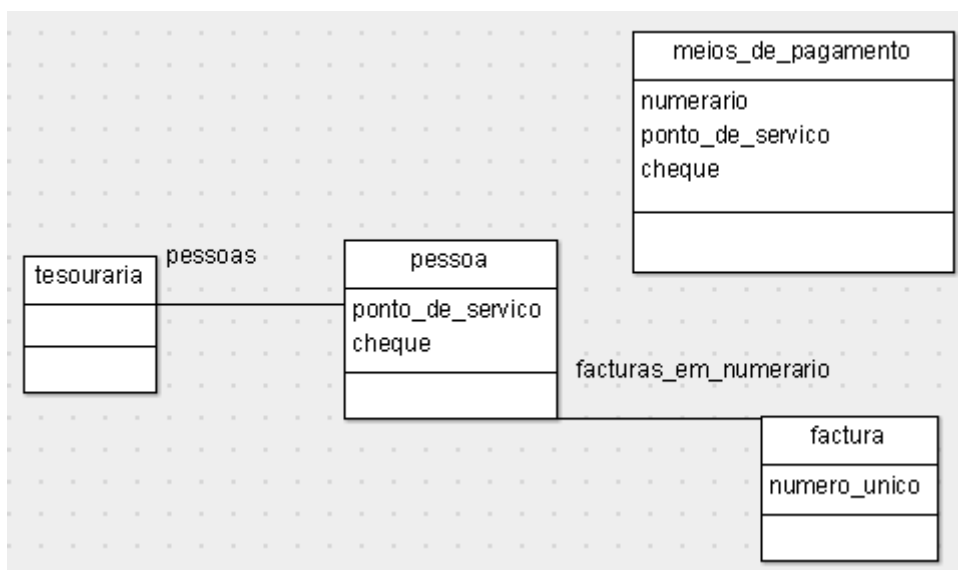 meios_de_pagamento
numerario
ponto_de_servico
cheque
tesouraria
pessoas
pessoa
ponto_de_servico
cheque
facturas_em_numerario
factura
numero_unico